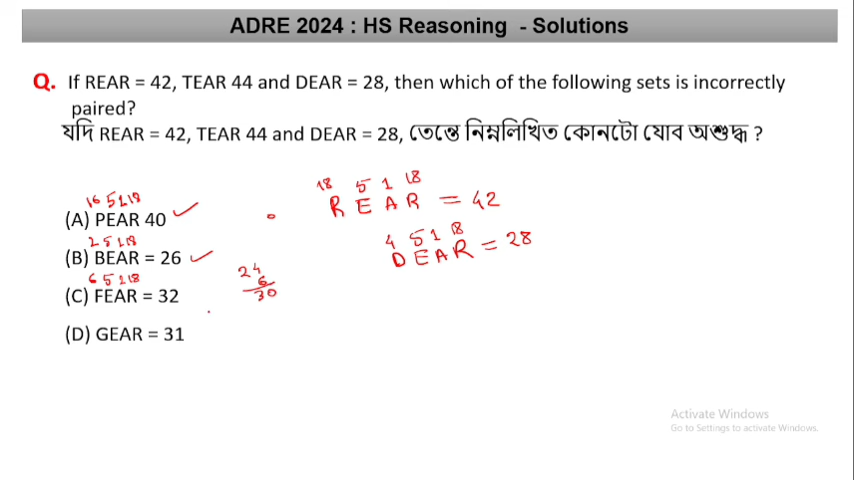 ADRE 2024 : HS Reasoning - Solutions
Q. If REAR = 42, TEAR 44 and DEAR = 28, then which of the following sets is incorrectly
paired?
যদি REAR = 42, TEAR 44 and DEAR = 28, তেন্তে নিম্নলিখিত কোনটো যোৰ অশুদ্ধ ?
18 5 1 18
R E A R = 42
16 5 1 18
(A) PEAR 40
4 5 1 18
D E A R = 28
2 5 1 18
(B) BEAR = 26
6 5 1 18
(C) FEAR = 32
24
6
30
(D) GEAR = 31
Activate Windows
Go to Settings to activate Windows.